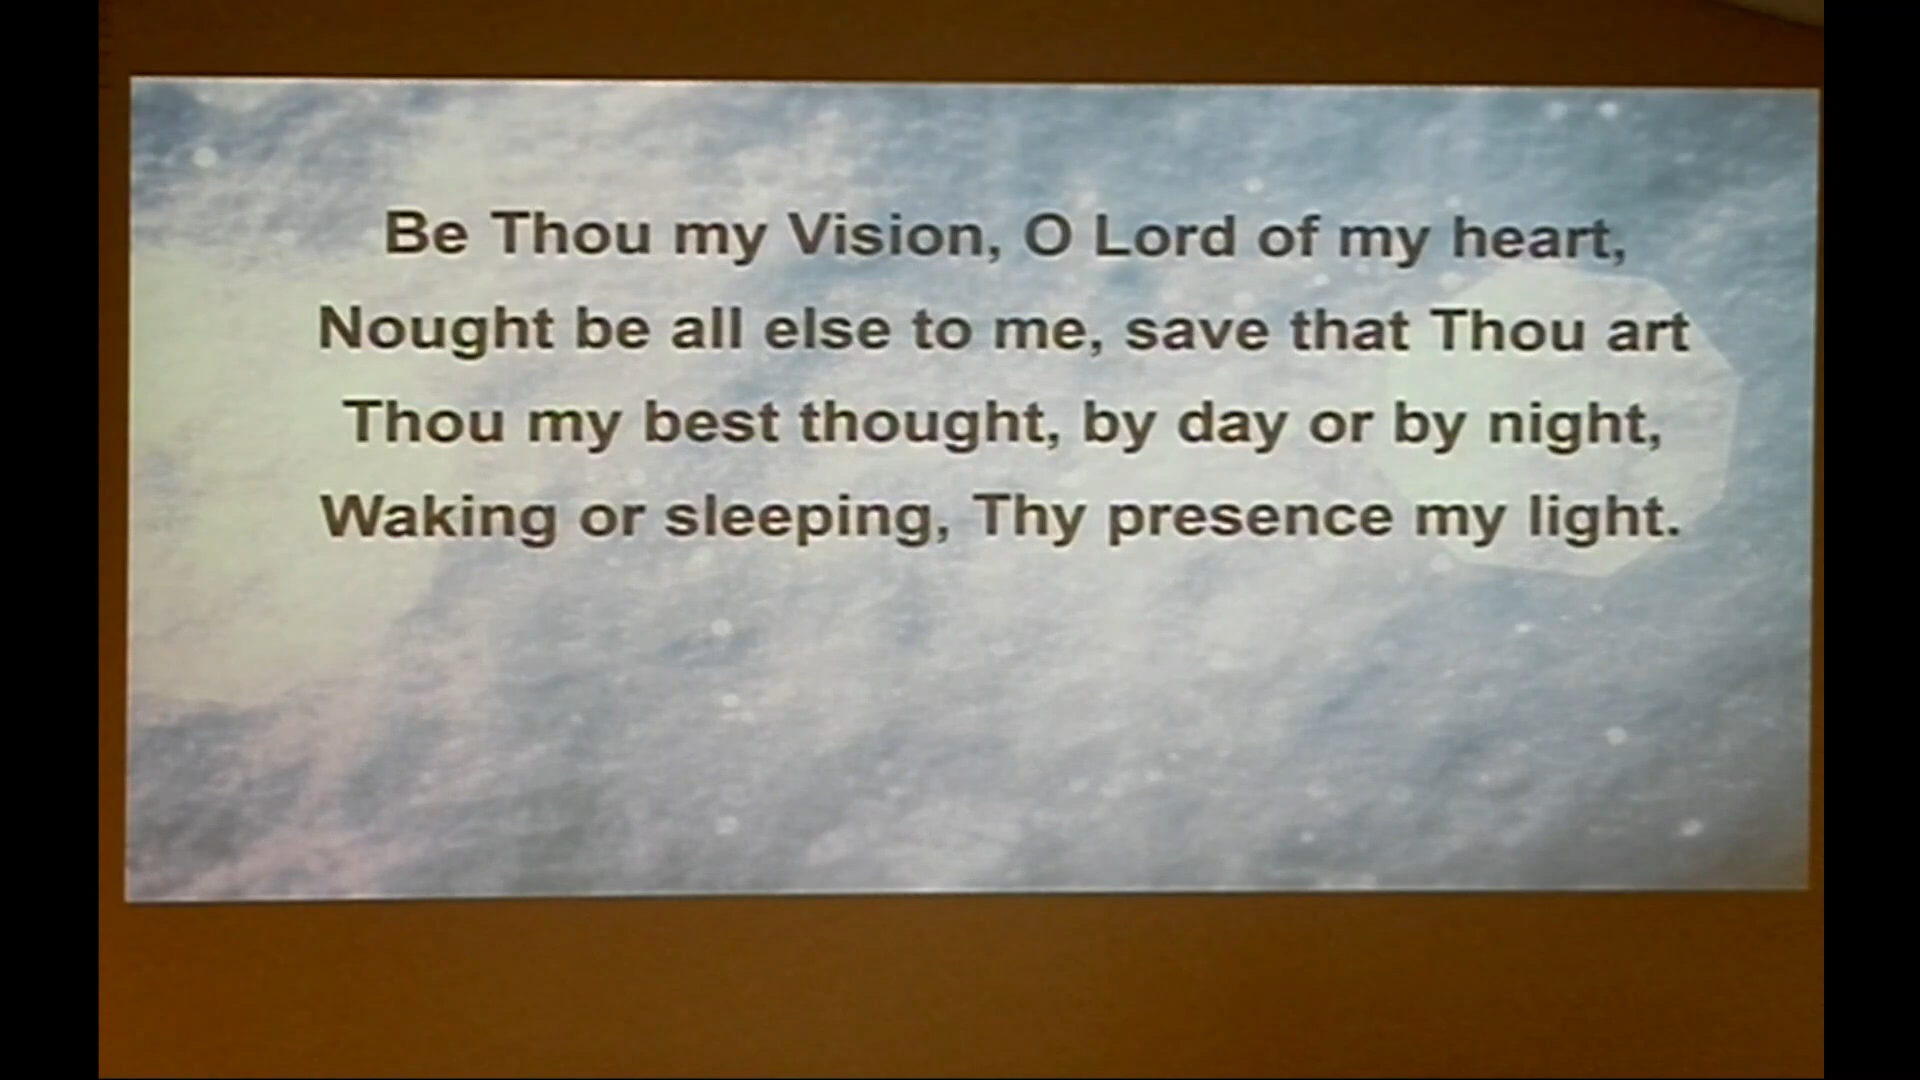 Be Thou my Vision, O Lord of my heart,
Nought be all else to me, save that Thou art
Thou my best thought, by day or by night,
Waking or sleeping, Thy presence my light.